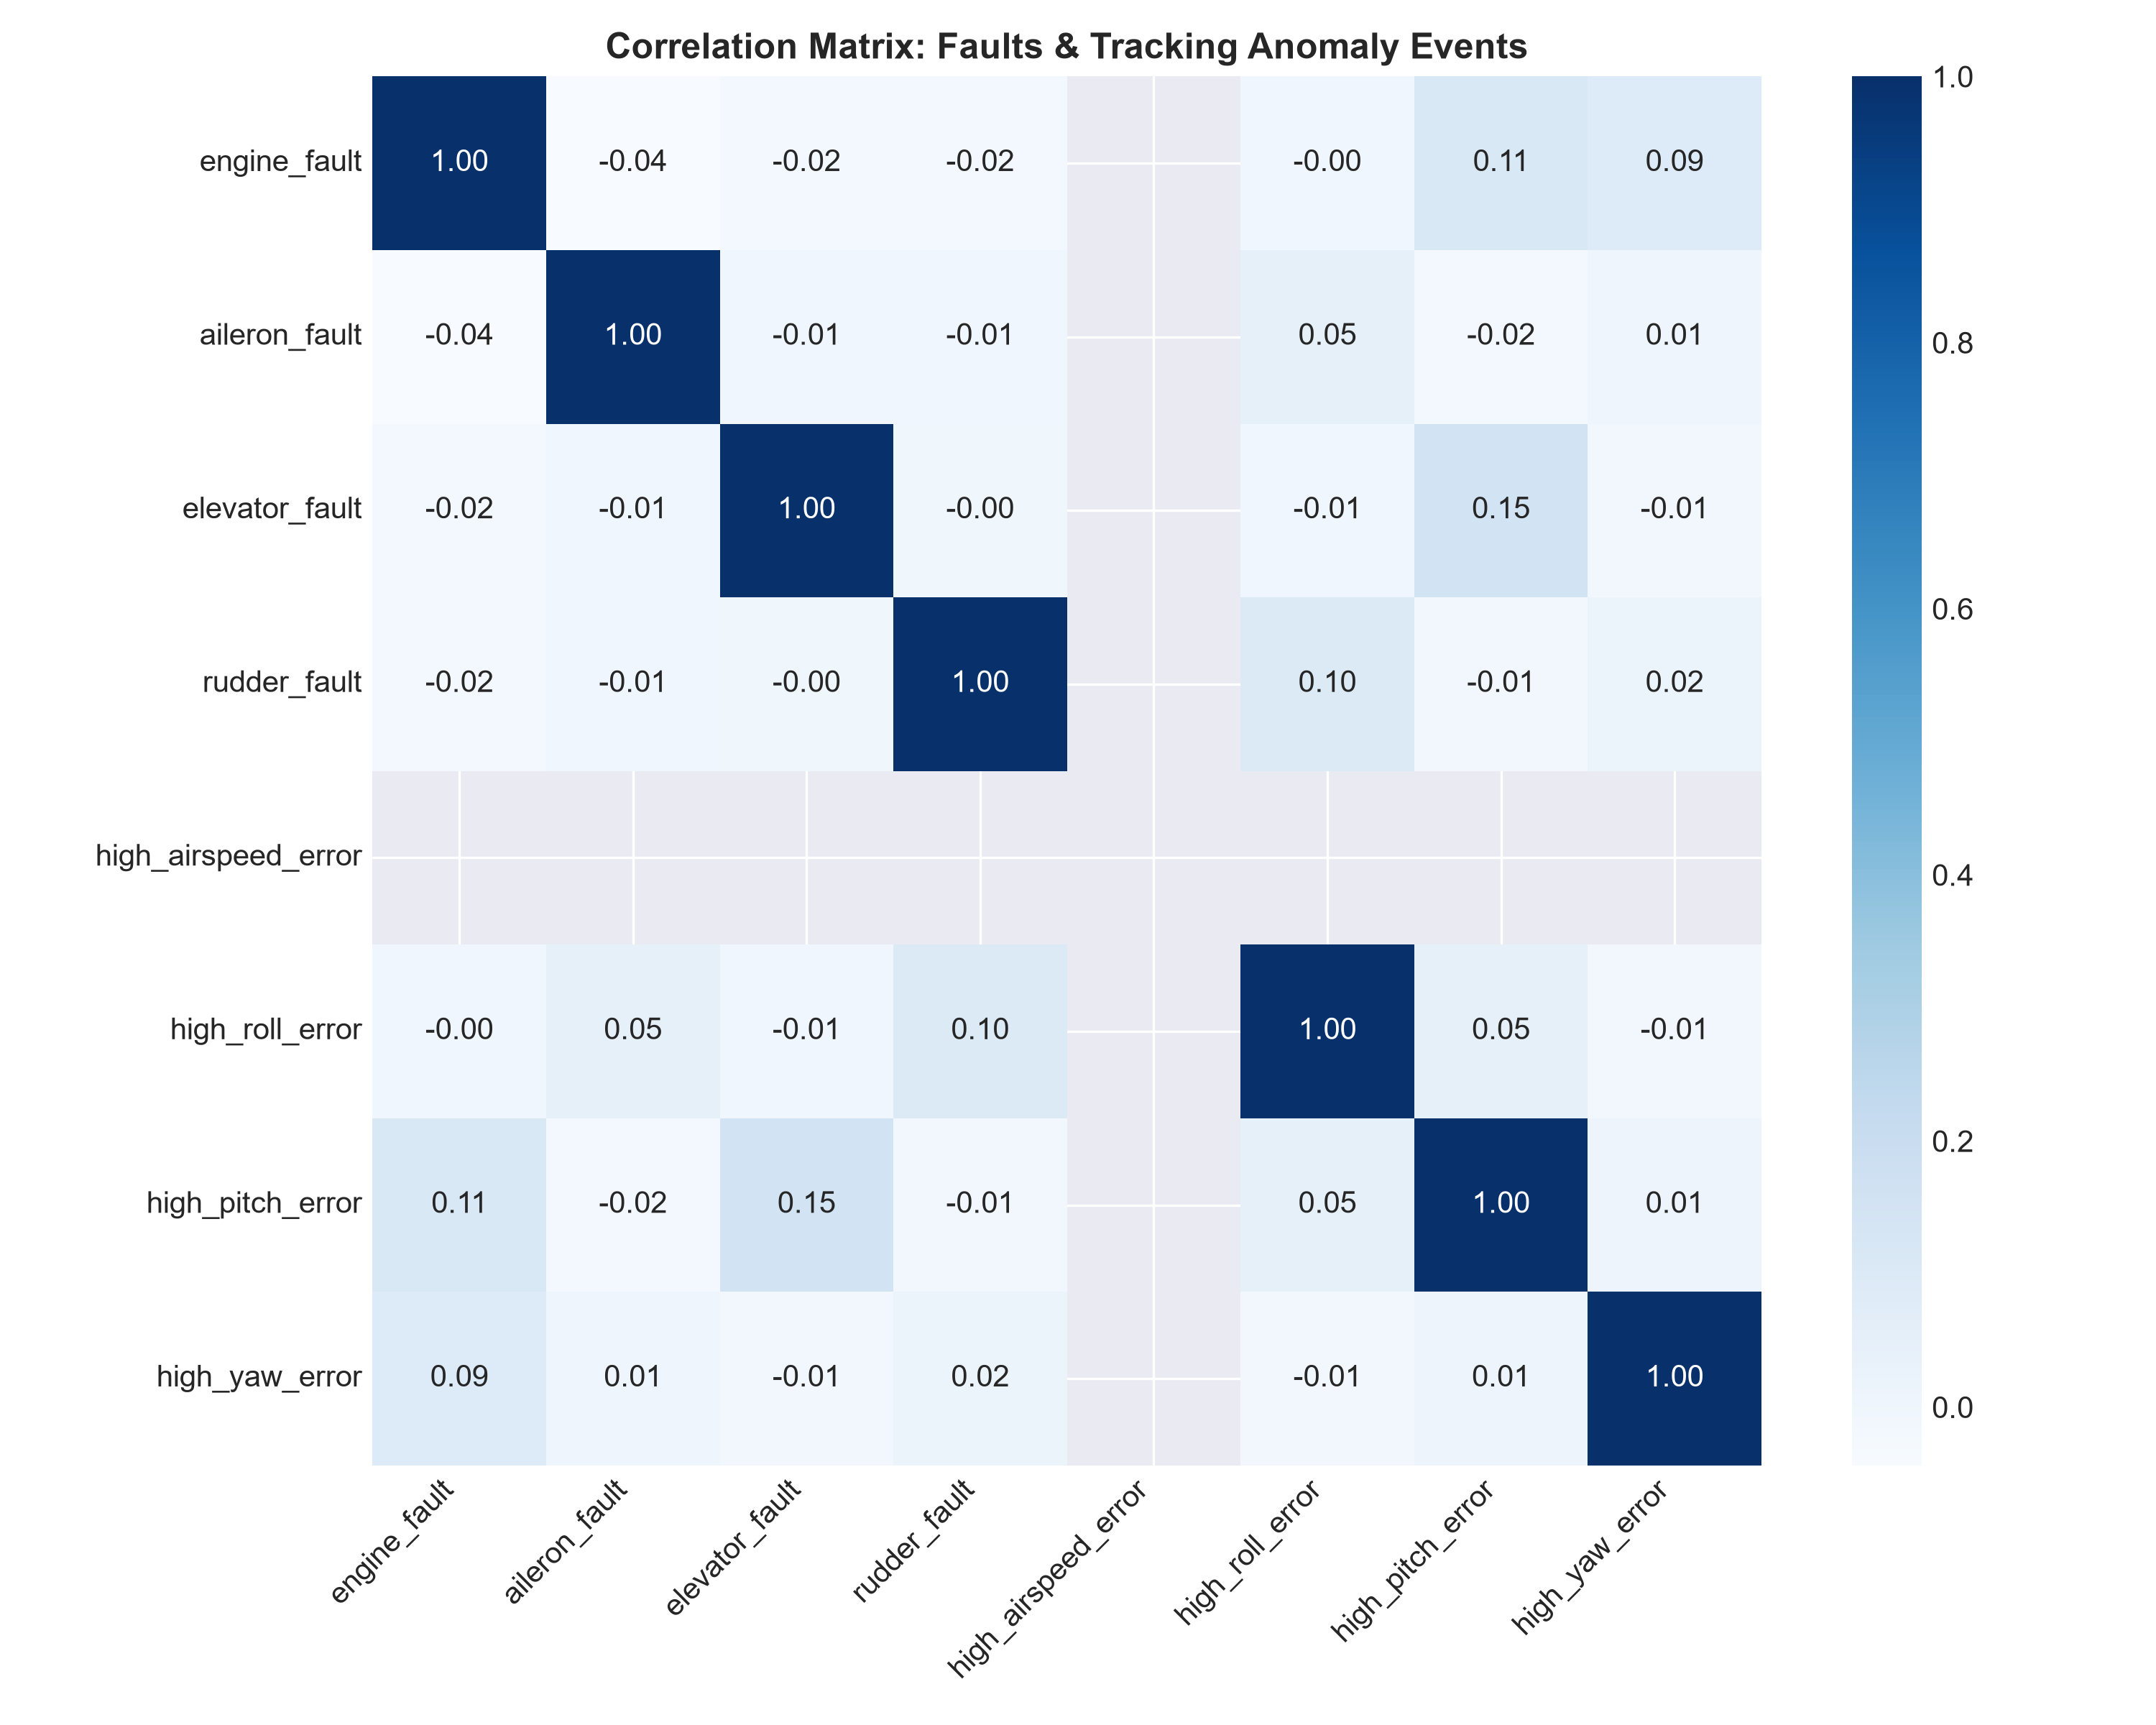 Correlation Matrix: Faults & Tracking Anomaly Events
engine_fault 1.00 -0.04 -0.02 -0.02 -0.00 0.11 0.09
aileron_fault -0.04 1.00 -0.01 -0.01 0.05 -0.02 0.01
elevator_fault -0.02 -0.01 1.00 -0.00 -0.01 0.15 -0.01
rudder_fault -0.02 -0.01 -0.00 1.00 0.10 -0.01 0.02
high_airspeed_error
high_roll_error -0.00 0.05 -0.01 0.10 1.00 0.05 -0.01
high_pitch_error 0.11 -0.02 0.15 -0.01 0.05 1.00 0.01
high_yaw_error 0.09 0.01 -0.01 0.02 -0.01 0.01 1.00
engine_fault aileron_fault elevator_fault rudder_fault high_airspeed_error high_roll_error high_pitch_error high_yaw_error
1.0
0.8
0.6
0.4
0.2
0.0